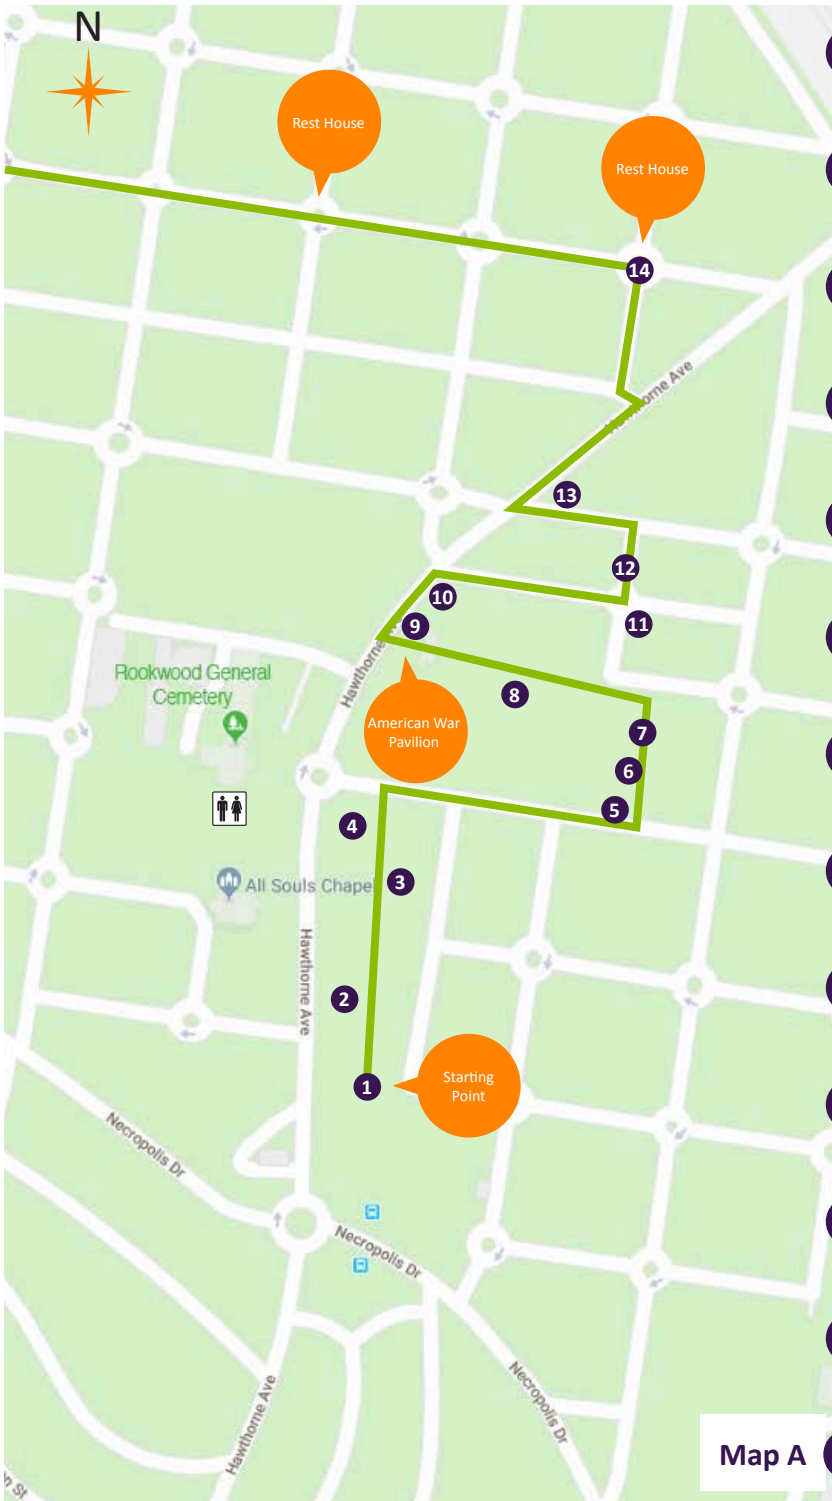 N
Rest House
Rest House
14
Hawthorne Ave
13
12
10
11
9
Hawthorne Ave
Rookwood General
Cemetery
8
American War
Pavilion
7
6
5
4
3
All Souls Chapel
Hawthorne Ave
2
1
Starting
Point
Necropolis Dr
Necropolis Dr
Necropolis Dr
Hawthorne Ave
Map A